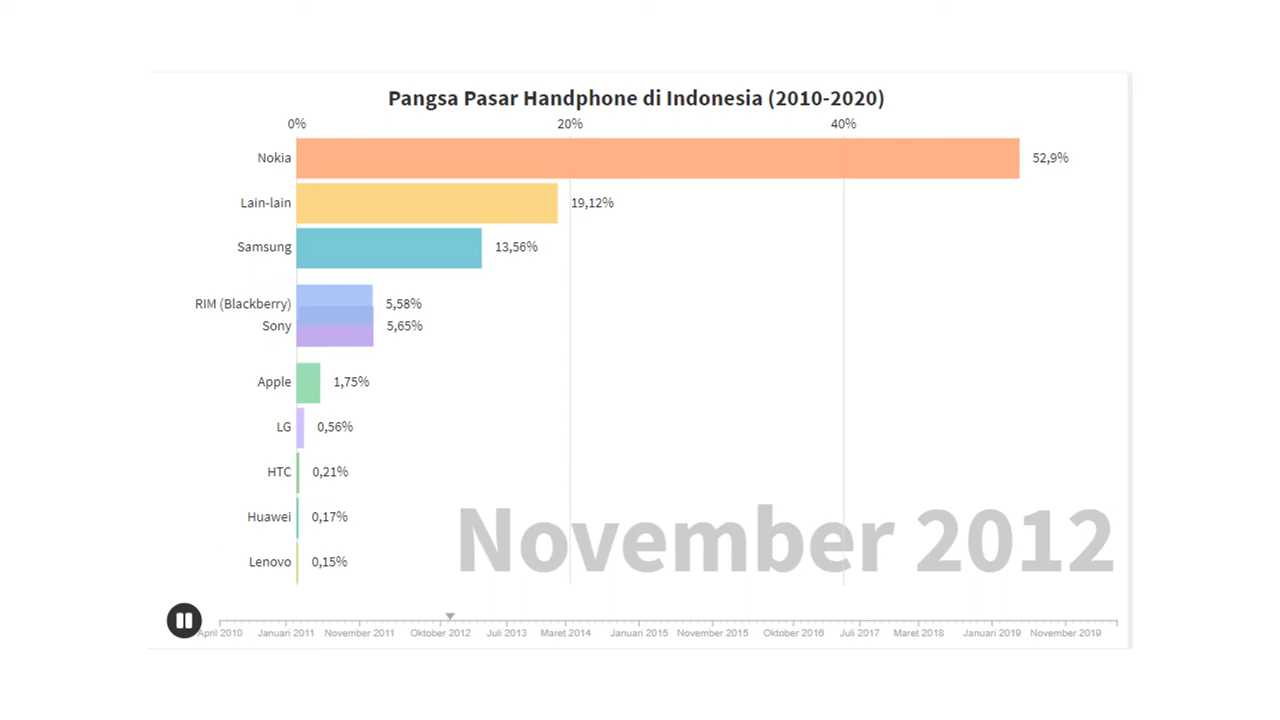 Pangsa Pasar Handphone di Indonesia (2010-2020)
0% 20% 40%
Nokia 52,9%
Lain-lain 19,12%
Samsung 13,56%
RIM (Blackberry) 5,58%
Sony 5,65%
Apple 1,75%
LG 0,56%
HTC 0,21%
Huawei 0,17%
Lenovo 0,15%
November 2012
April 2010 Januari 2011 November 2011 Oktober 2012 Juli 2013 Maret 2014 Januari 2015 November 2015 Oktober 2016 Juli 2017 Maret 2018 Januari 2019 November 2019